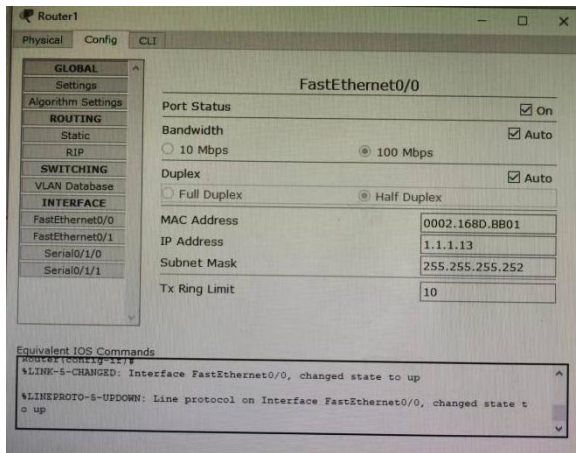 Router1
Physical Config CLI
GLOBAL
Settings
Algorithm Settings
ROUTING
Static
RIP
SWITCHING
VLAN Database
INTERFACE
FastEthernet0/0
FastEthernet0/1
Serial0/1/0
Serial0/1/1
FastEthernet0/0
Port Status On
Bandwidth Auto
10 Mbps 100 Mbps
Duplex Auto
Full Duplex Half Duplex
MAC Address 0002.168D.BB01
IP Address 1.1.1.13
Subnet Mask 255.255.255.252
Tx Ring Limit 10
Equivalent IOS Commands
Router(config-if)#
%LINK-5-CHANGED: Interface FastEthernet0/0, changed state to up
%LINEPROTO-5-UPDOWN: Line protocol on Interface FastEthernet0/0, changed state t
o up